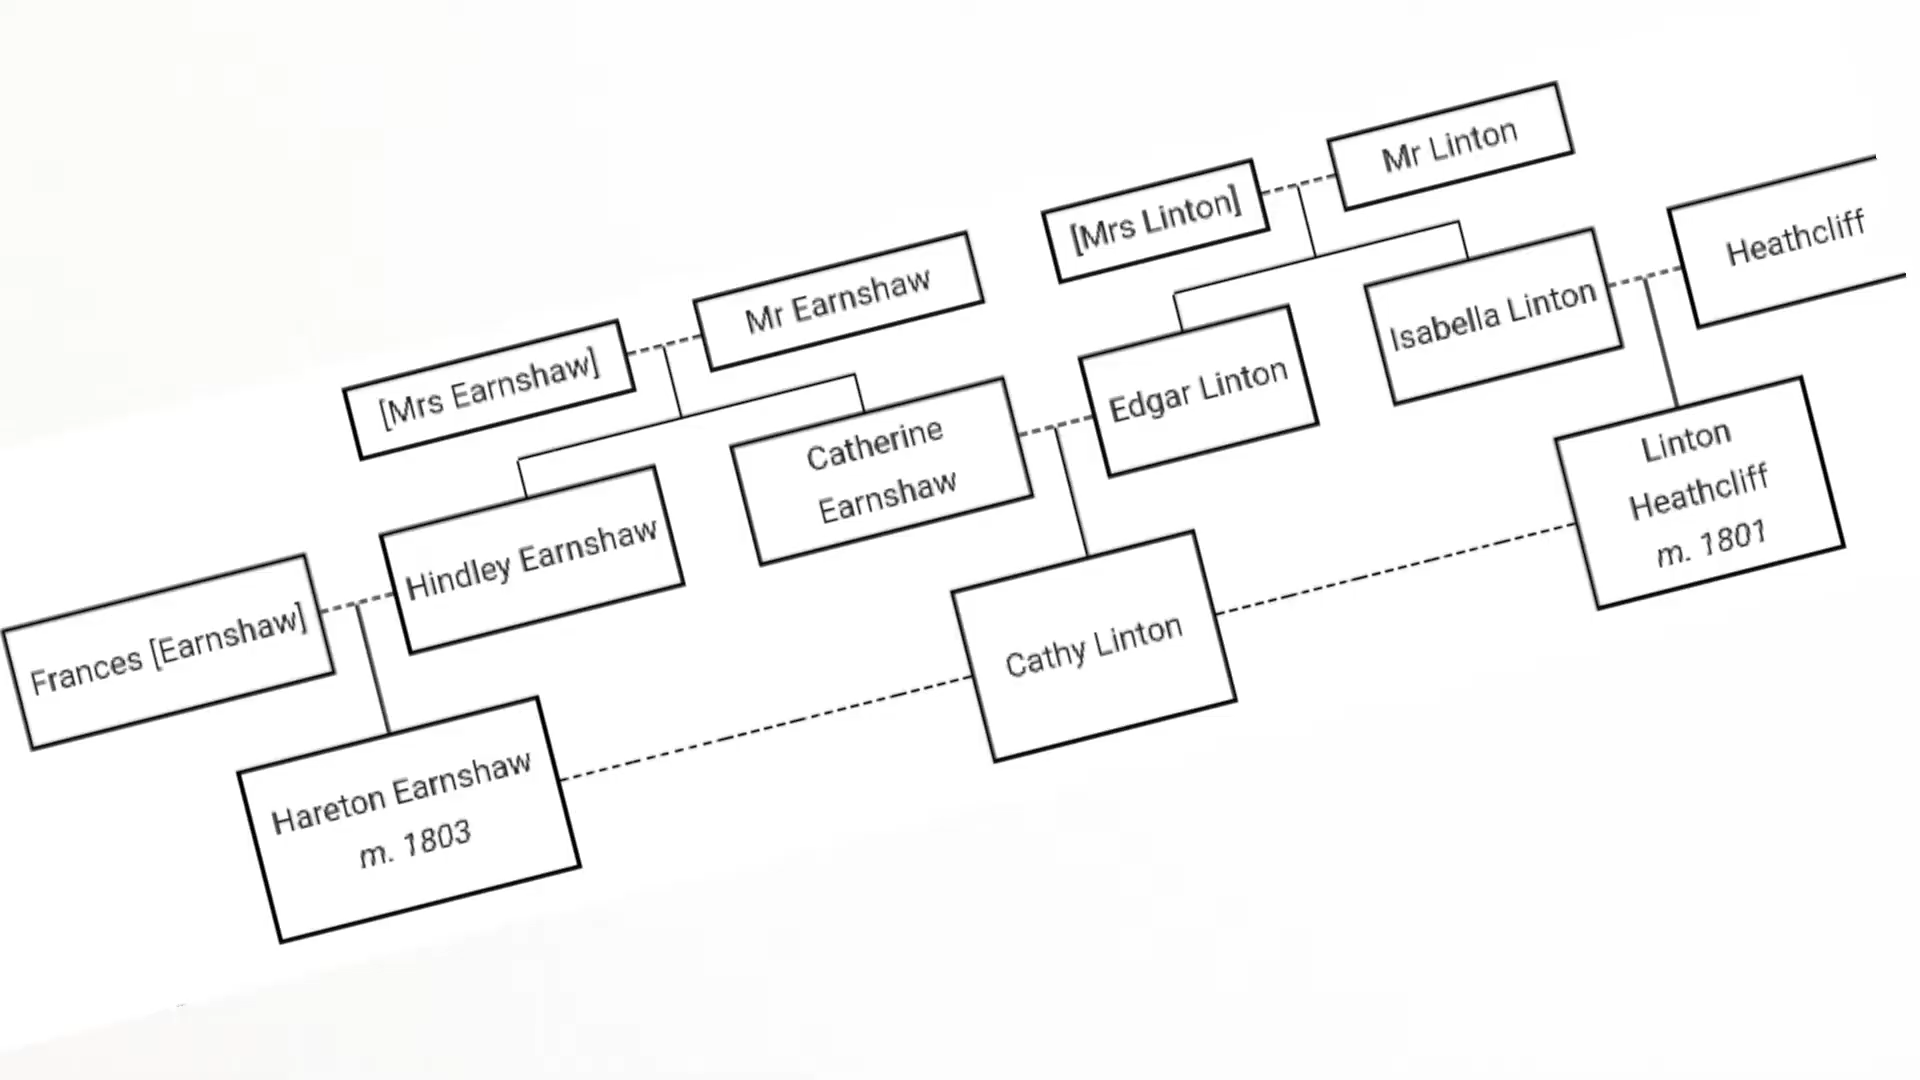 Mr Linton
[Mrs Linton]
Heathcliff
Mr Earnshaw
[Mrs Earnshaw]
Isabella Linton
Edgar Linton
Catherine
Earnshaw
Hindley Earnshaw
Frances [Earnshaw]
Linton
Heathcliff
m. 1801
Cathy Linton
Hareton Earnshaw
m. 1803